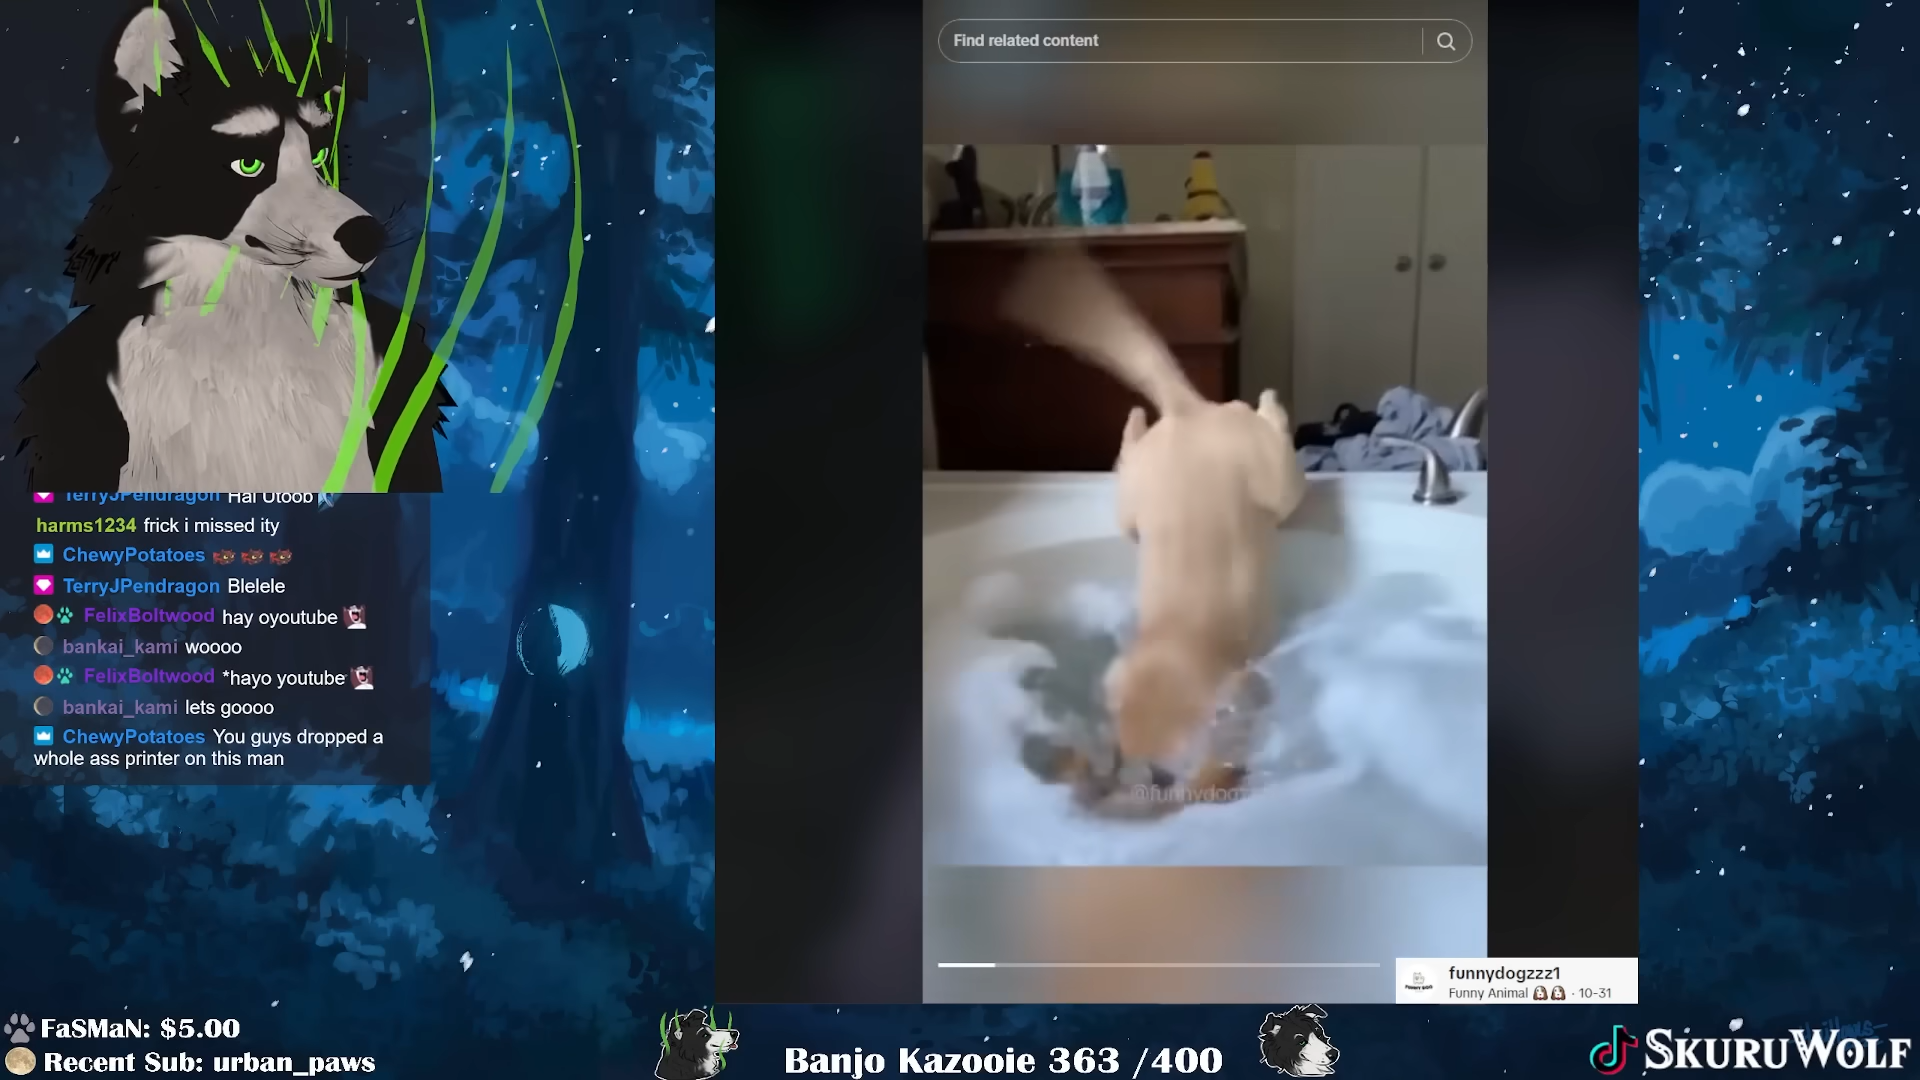 Find related content
TerryJPendragon Hai Utoob
harms1234 frick i missed ity
ChewyPotatoes
TerryJPendragon Blelele
FelixBoltwood hay oyoutube
bankai_kami woooo
FelixBoltwood *hayo youtube
bankai_kami lets goooo
ChewyPotatoes You guys dropped a
whole ass printer on this man
@funnydogz
funnydogzzz1
Funny Animal · 10-31
FaSMaN: $5.00
Recent Sub: urban_paws
Banjo Kazooie 363 /400
SKURUWOLF